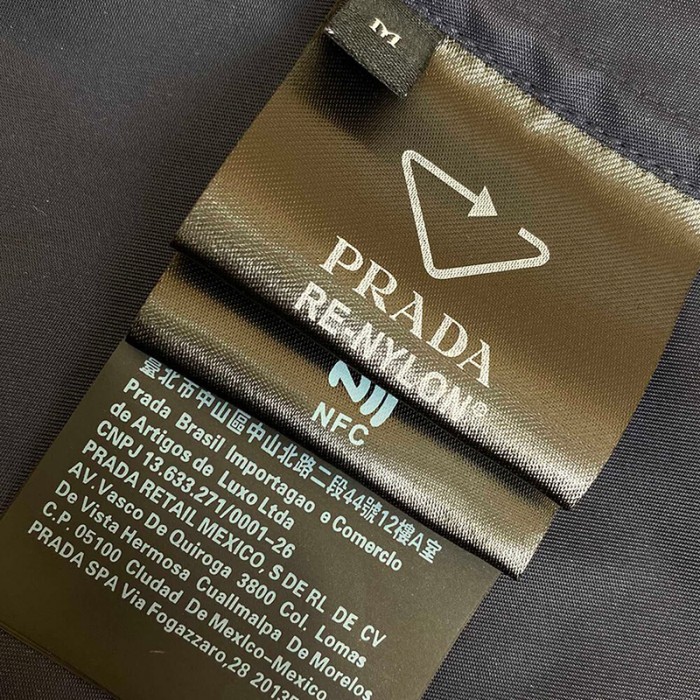 M
PRADA
RE-NYLON®
NFC
臺北市中山區中山北路二段44號12樓A室
Prada Brasil Importagao e Comercio
de Artigos de Luxo Ltda
CNPJ 13.633.271/0001-26
PRADA RETAIL MEXICO, S DE RL DE CV
AV Vasco De Quiroga 3800 Col. Lomas
De Vista Hermosa Cuallmalpa De Morelos
C.P. 05100 Ciudad De Mexlco-Mexico
PRADA SPA Via Fogazzaro,28 2013